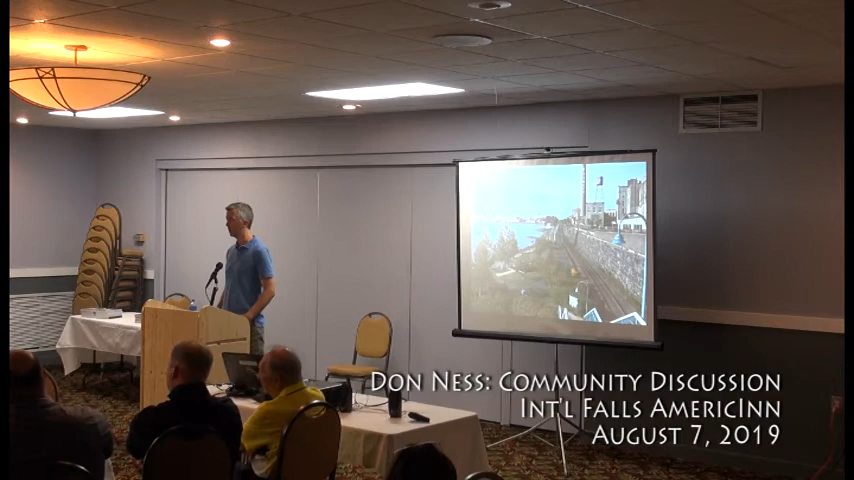 Don Ness: Community Discussion
Int'l Falls AmericInn
August 7, 2019